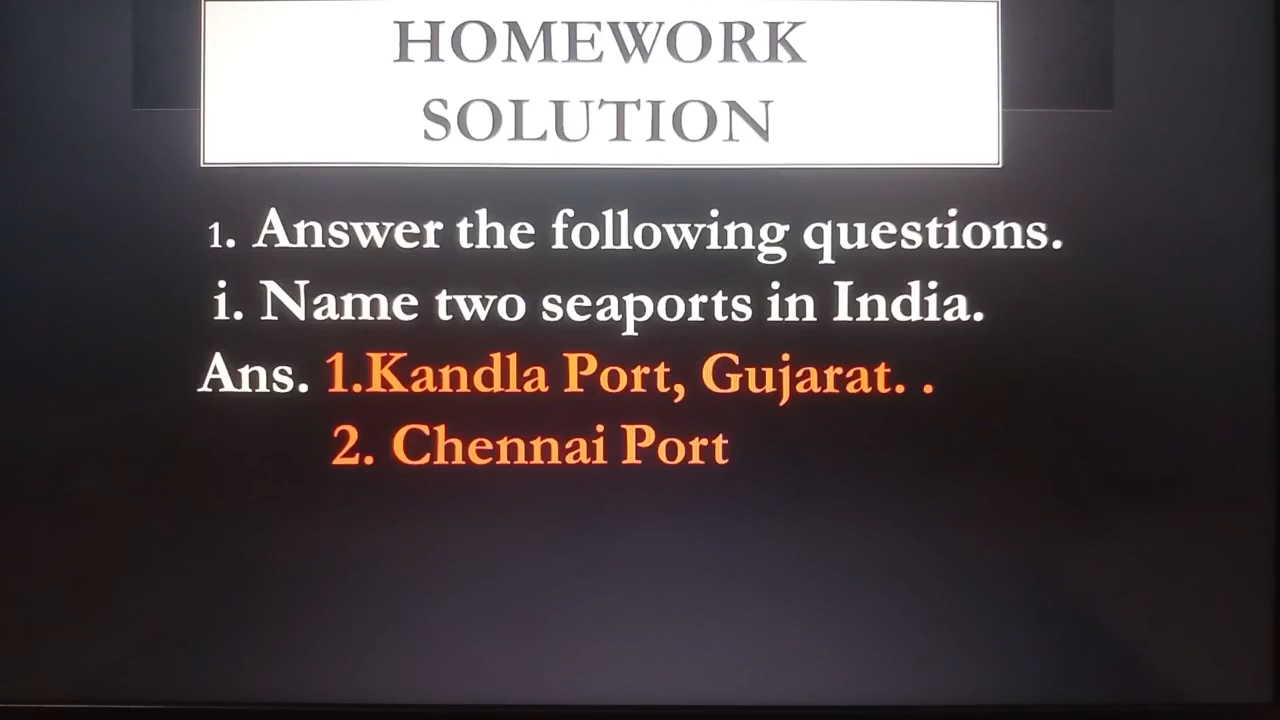 HOMEWORK
SOLUTION
1. Answer the following questions.
i. Name two seaports in India.
Ans. 1.Kandla Port, Gujarat. .
2. Chennai Port